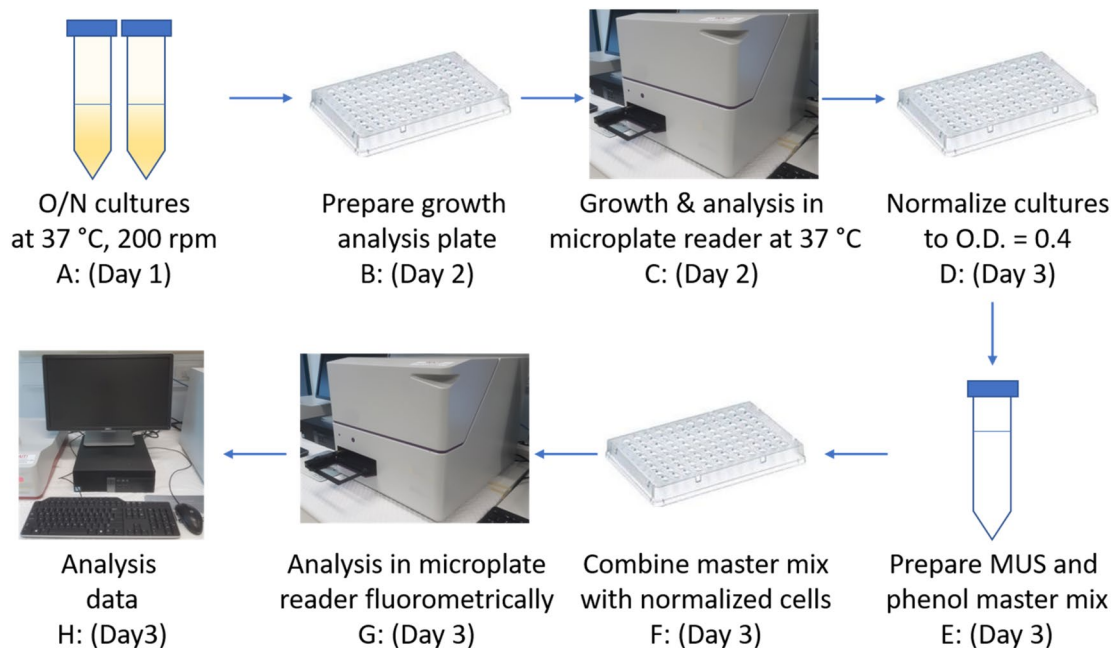 O/N cultures
at 37 °C, 200 rpm
A: (Day 1)
Prepare growth
analysis plate
B: (Day 2)
Growth & analysis in
microplate reader at 37 °C
C: (Day 2)
Normalize cultures
to O.D. = 0.4
D: (Day 3)
Prepare MUS and
phenol master mix
E: (Day 3)
Combine master mix
with normalized cells
F: (Day 3)
Analysis in microplate
reader fluorometrically
G: (Day 3)
Analysis
data
H: (Day3)